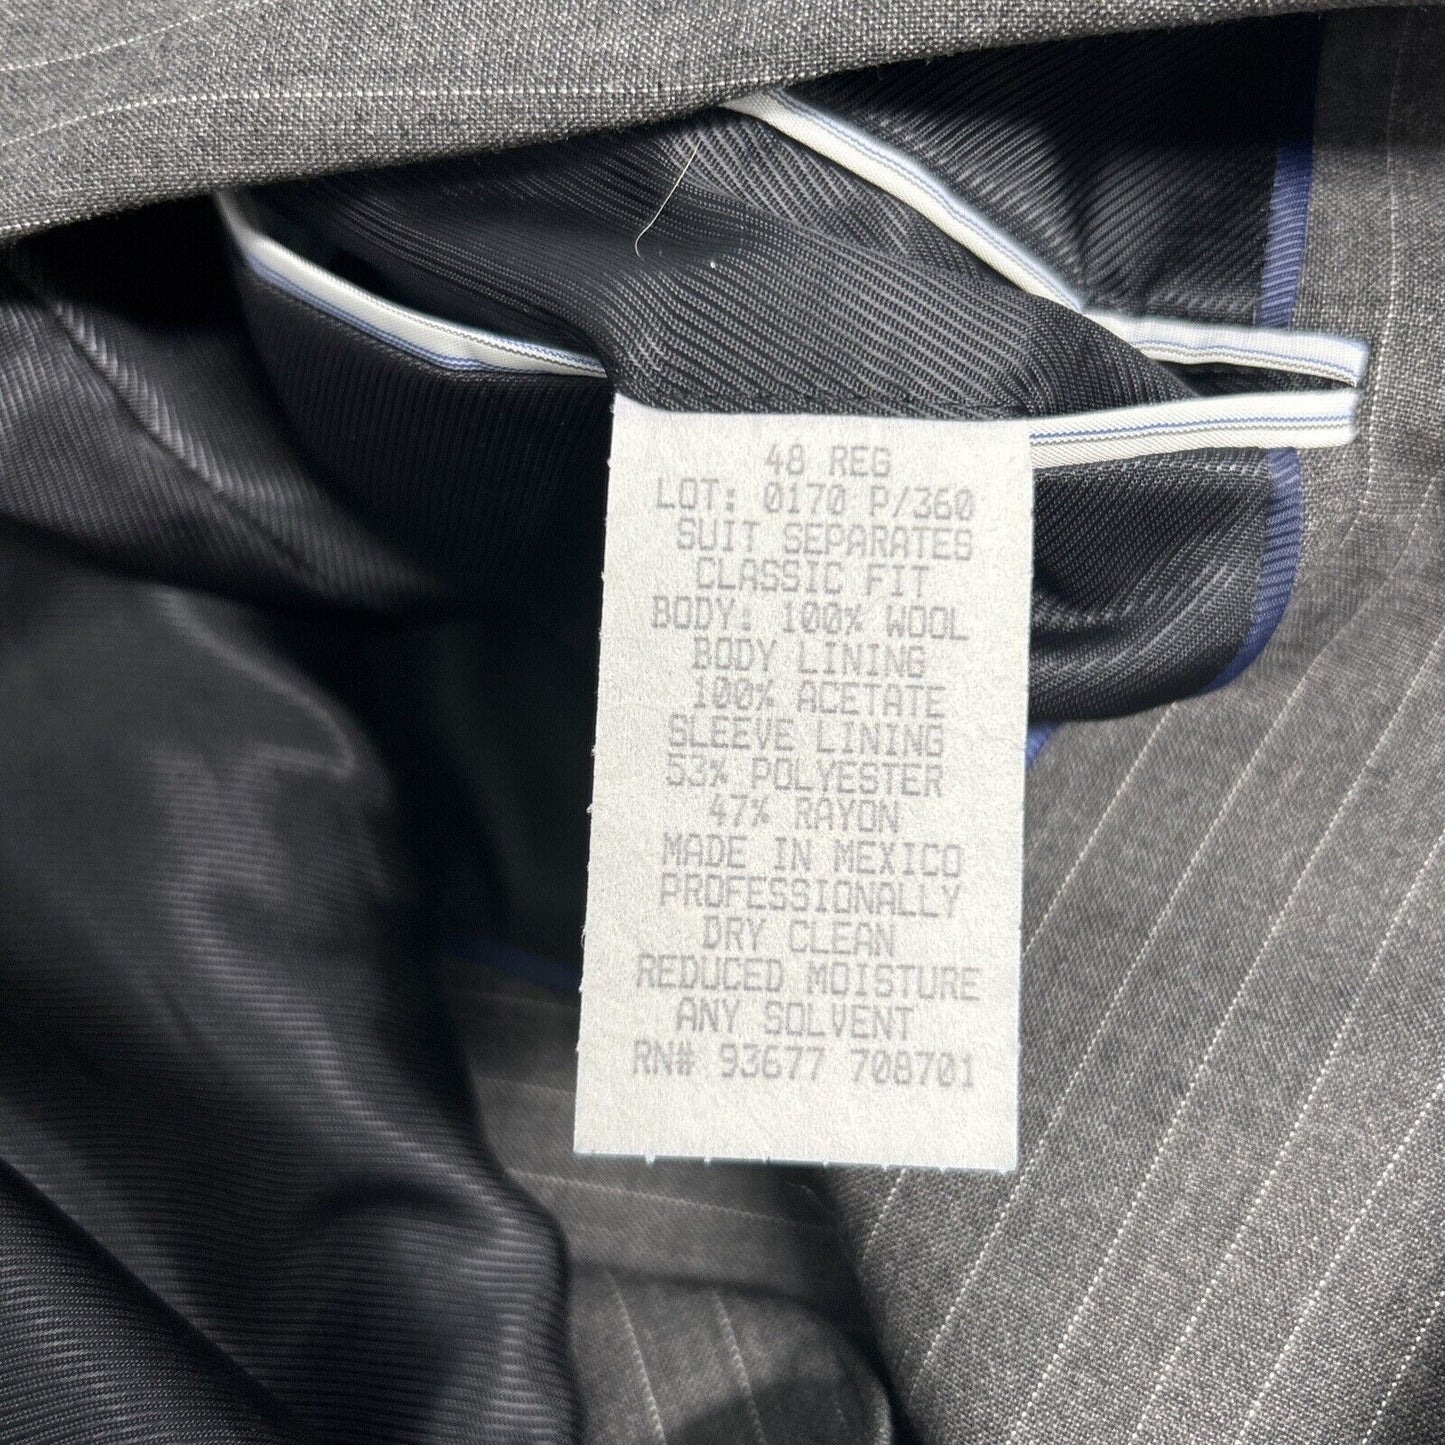 48 REG
LOT: 0170 P/360
SUIT SEPARATES
CLASSIC FIT
BODY: 100% WOOL
BODY LINING
100% ACETATE
SLEEVE LINING
53% POLYESTER
47% RAYON
MADE IN MEXICO
PROFESSIONALLY
DRY CLEAN
REDUCED MOISTURE
ANY SOLVENT
RN# 93677 708701